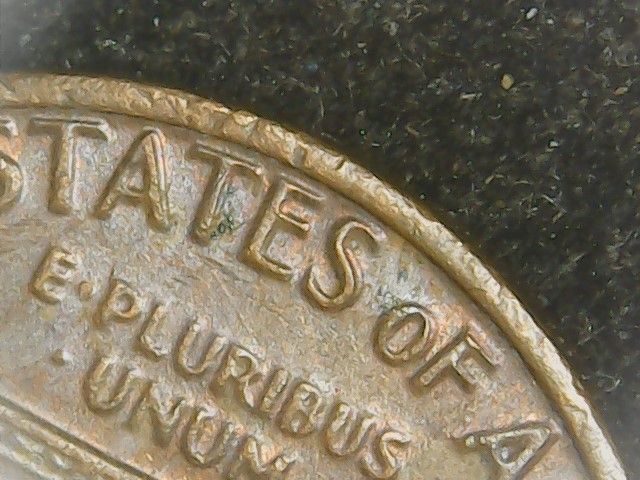 STATES OF A
E·PLURIBUS
·UNUM